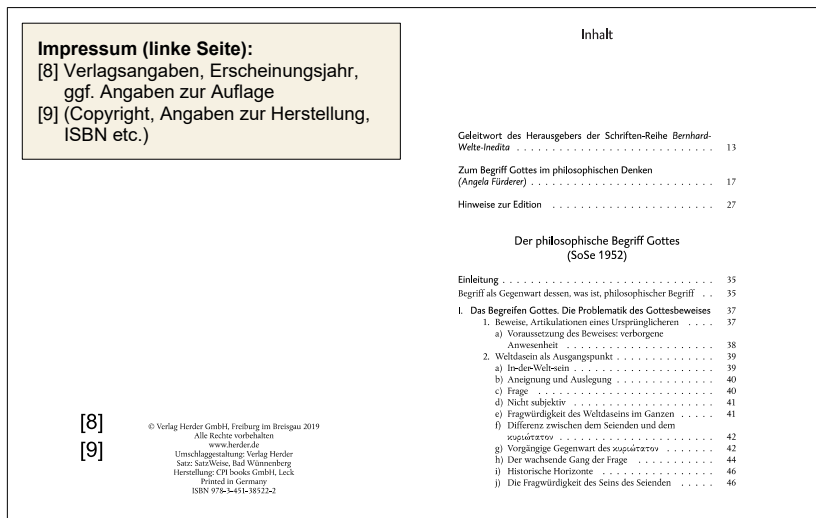 Impressum (linke Seite):
[8] Verlagsangaben, Erscheinungsjahr,
ggf. Angaben zur Auflage
[9] (Copyright, Angaben zur Herstellung,
ISBN etc.)
[8]
[9]
© Verlag Herder GmbH, Freiburg im Breisgau 2019
Alle Rechte vorbehalten
www.herder.de
Umschlaggestaltung: Verlag Herder
Satz: SatzWeise, Bad Wünnenberg
Herstellung: CPI books GmbH, Leck
Printed in Germany
ISBN 978-3-451-38522-2
Inhalt
Geleitwort des Herausgebers der Schriften-Reihe Bernhard-
Welte-Inedita . . . . . . . . . . . . . . . . . . . . . . . . . . . . 13
Zum Begriff Gottes im philosophischen Denken
(Angela Fürderer) . . . . . . . . . . . . . . . . . . . . . . . . . . 17
Hinweise zur Edition . . . . . . . . . . . . . . . . . . . . . . . 27
Der philosophische Begriff Gottes
(SoSe 1952)
Einleitung . . . . . . . . . . . . . . . . . . . . . . . . . . . . . . 35
Begriff als Gegenwart dessen, was ist, philosophischer Begriff . . 35
I. Das Begreifen Gottes. Die Problematik des Gottesbeweises 37
1. Beweise, Artikulationen eines Ursprünglicheren . . . . 37
a) Voraussetzung des Beweises: verborgene
Anwesenheit . . . . . . . . . . . . . . . . . . . . . 38
2. Weltdasein als Ausgangspunkt . . . . . . . . . . . . . . 39
a) In-der-Welt-sein . . . . . . . . . . . . . . . . . . . . 39
b) Aneignung und Auslegung . . . . . . . . . . . . . . 40
c) Frage . . . . . . . . . . . . . . . . . . . . . . . . . 40
d) Nicht subjektiv . . . . . . . . . . . . . . . . . . . . 41
e) Fragwürdigkeit des Weltdaseins im Ganzen . . . . . 41
f) Differenz zwischen dem Seienden und dem
κυριώτατον . . . . . . . . . . . . . . . . . . . . . . 42
g) Vorgängige Gegenwart des κυριώτατον . . . . . . . 42
h) Der wachsende Gang der Frage . . . . . . . . . . . 44
i) Historische Horizonte . . . . . . . . . . . . . . . . 46
j) Die Fragwürdigkeit des Seins des Seienden . . . . . 46